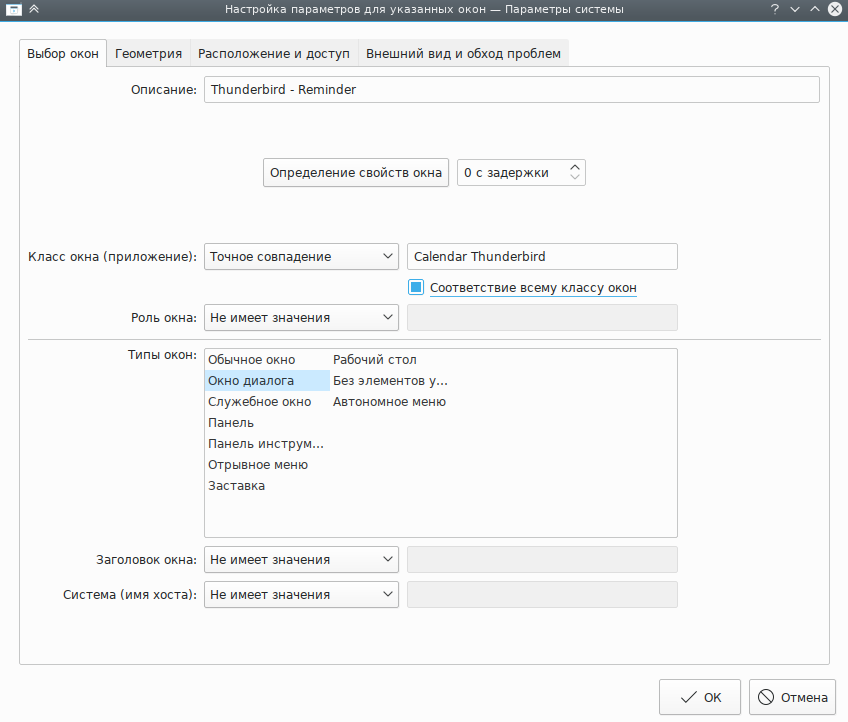 Настройка параметров для указанных окон — Параметры системы
Выбор окон Геометрия Расположение и доступ Внешний вид и обход проблем
Описание: Thunderbird - Reminder
Определение свойств окна 0 с задержки
Класс окна (приложение): Точное совпадение Calendar Thunderbird
Соответствие всему классу окон
Роль окна: Не имеет значения
Типы окон: Обычное окно Рабочий стол
Окно диалога Без элементов у...
Служебное окно Автономное меню
Панель
Панель инструм...
Отрывное меню
Заставка
Заголовок окна: Не имеет значения
Система (имя хоста): Не имеет значения
ОК Отмена